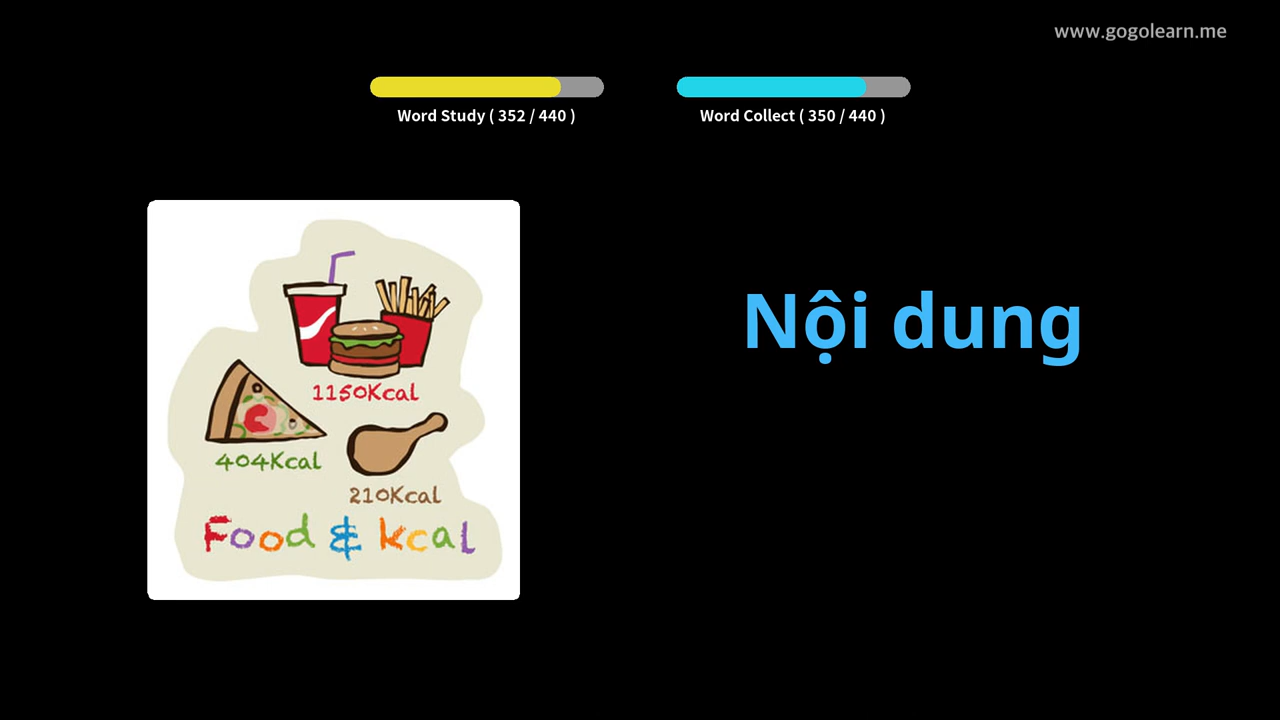 www.gogolearn.me
Word Study ( 352 / 440 )
Word Collect ( 350 / 440 )
Nội dung
1150Kcal
404Kcal
210Kcal
Food & kcal